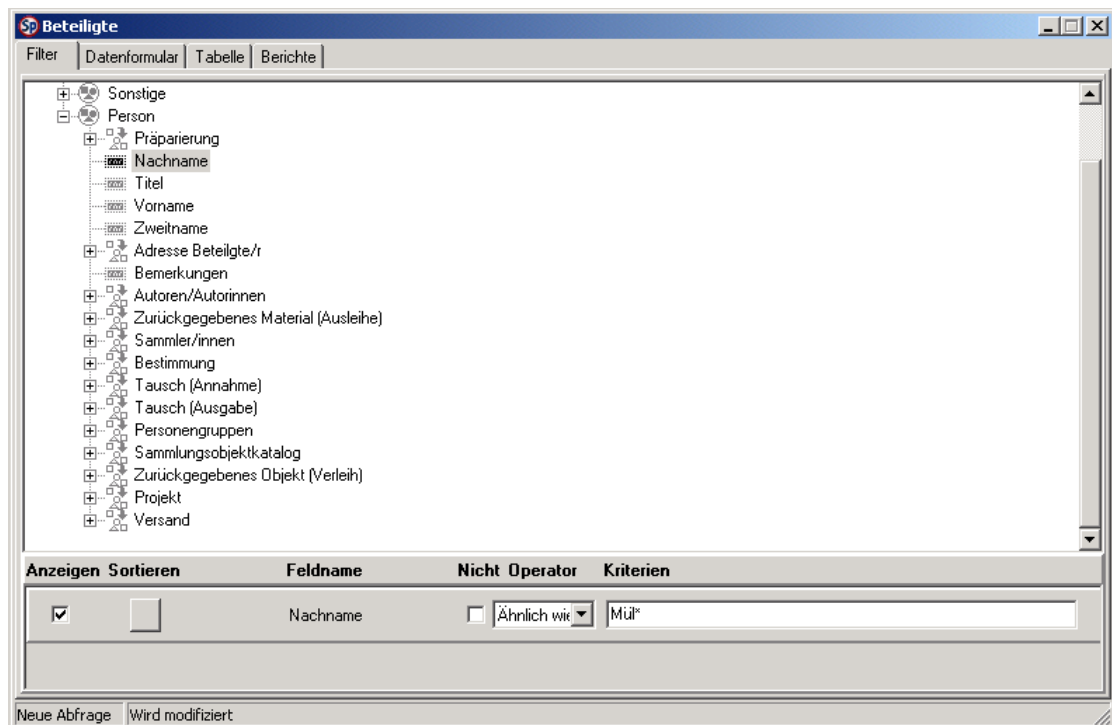 Sp Beteiligte
Filter Datenformular Tabelle Berichte
Sonstige
Person
Präparierung
Nachname
Titel
Vorname
Zweitname
Adresse Beteilgte/r
Bemerkungen
Autoren/Autorinnen
Zurückgegebenes Material (Ausleihe)
Sammler/innen
Bestimmung
Tausch (Annahme)
Tausch (Ausgabe)
Personengruppen
Sammlungsobjektkatalog
Zurückgegebenes Objekt (Verleih)
Projekt
Versand
Anzeigen Sortieren Feldname Nicht Operator Kriterien
Nachname Ähnlich wie Mül*
Neue Abfrage Wird modifiziert